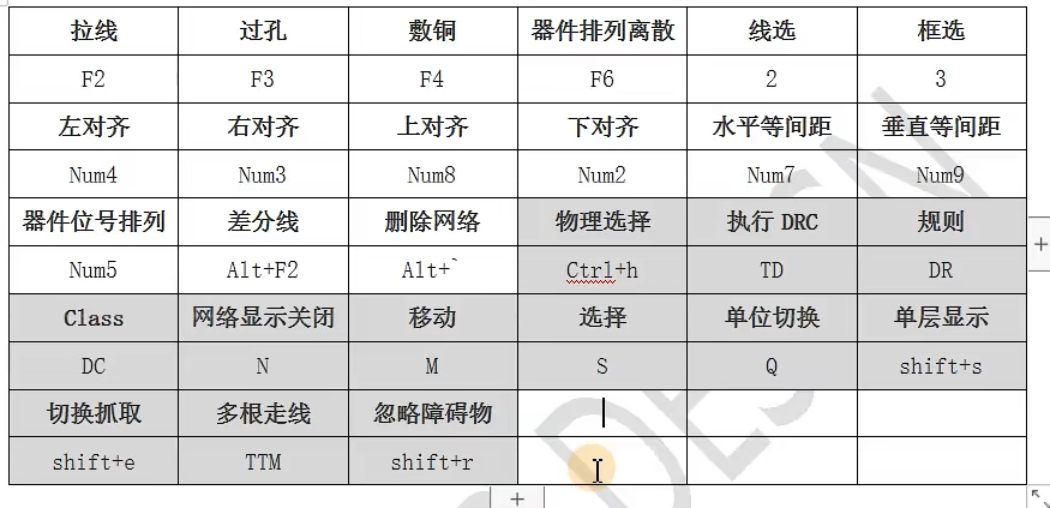 拉线 过孔 敷铜 器件排列离散 线选 框选
F2 F3 F4 F6 2 3
左对齐 右对齐 上对齐 下对齐 水平等间距 垂直等间距
Num4 Num3 Num8 Num2 Num7 Num9
器件位号排列 差分线 删除网络 物理选择 执行 DRC 规则
Num5 Alt+F2 Alt+` Ctrl+h TD DR
Class 网络显示关闭 移动 选择 单位切换 单层显示
DC N M S Q shift+s
切换抓取 多根走线 忽略障碍物
shift+e TTM shift+r